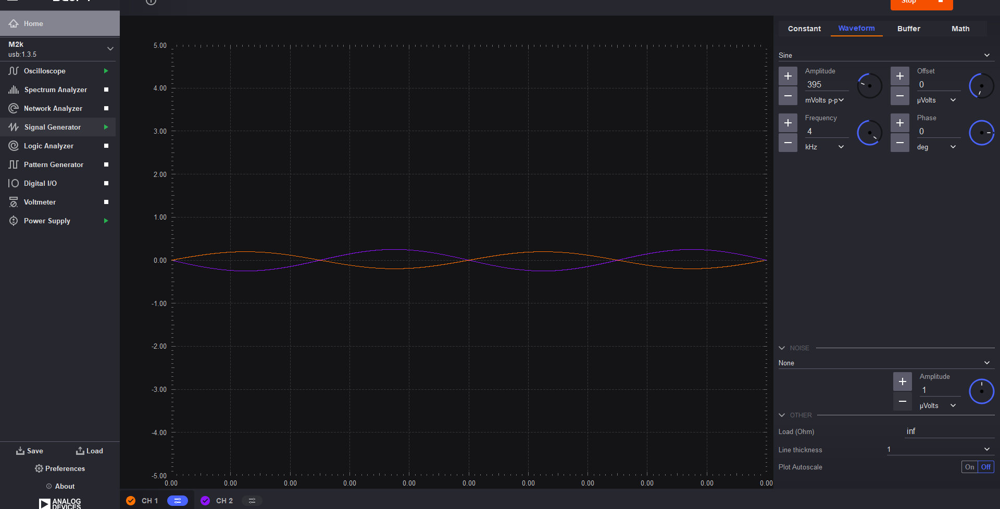 Stop
Home
M2k
usb:1.3.5
Oscilloscope
Spectrum Analyzer
Network Analyzer
Signal Generator
Logic Analyzer
Pattern Generator
Digital I/O
Voltmeter
Power Supply
Save
Load
Preferences
About
ANALOG
DEVICES
5.00
4.00
3.00
2.00
1.00
0.00
-1.00
-2.00
-3.00
-4.00
-5.00
0.00 0.00 0.00 0.00 0.00 0.00 0.00 0.00 0.00 0.00 0.00
CH 1
CH 2
Constant Waveform Buffer Math
Sine
Amplitude
395
mVolts p-p
Offset
0
µVolts
Frequency
4
kHz
Phase
0
deg
NOISE
None
Amplitude
1
µVolts
OTHER
Load (Ohm) inf
Line thickness 1
Plot Autoscale On Off